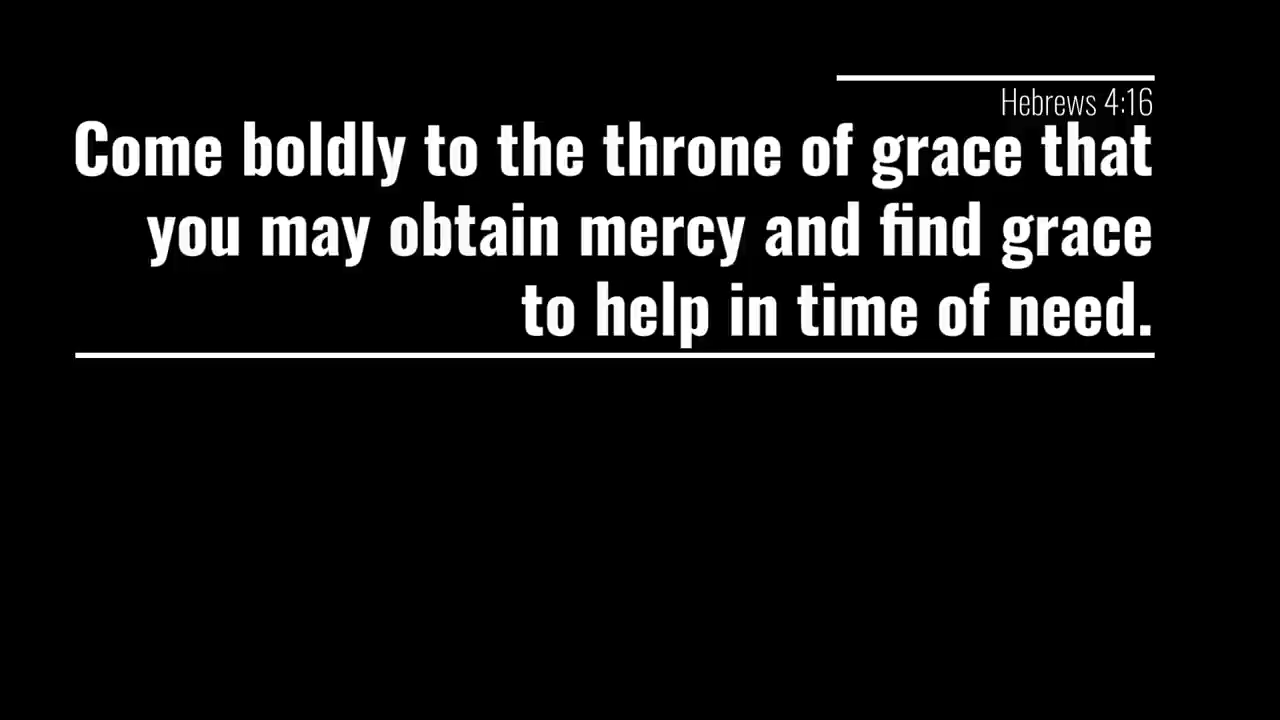 Hebrews 4:16
Come boldly to the throne of grace that
you may obtain mercy and find grace
to help in time of need.